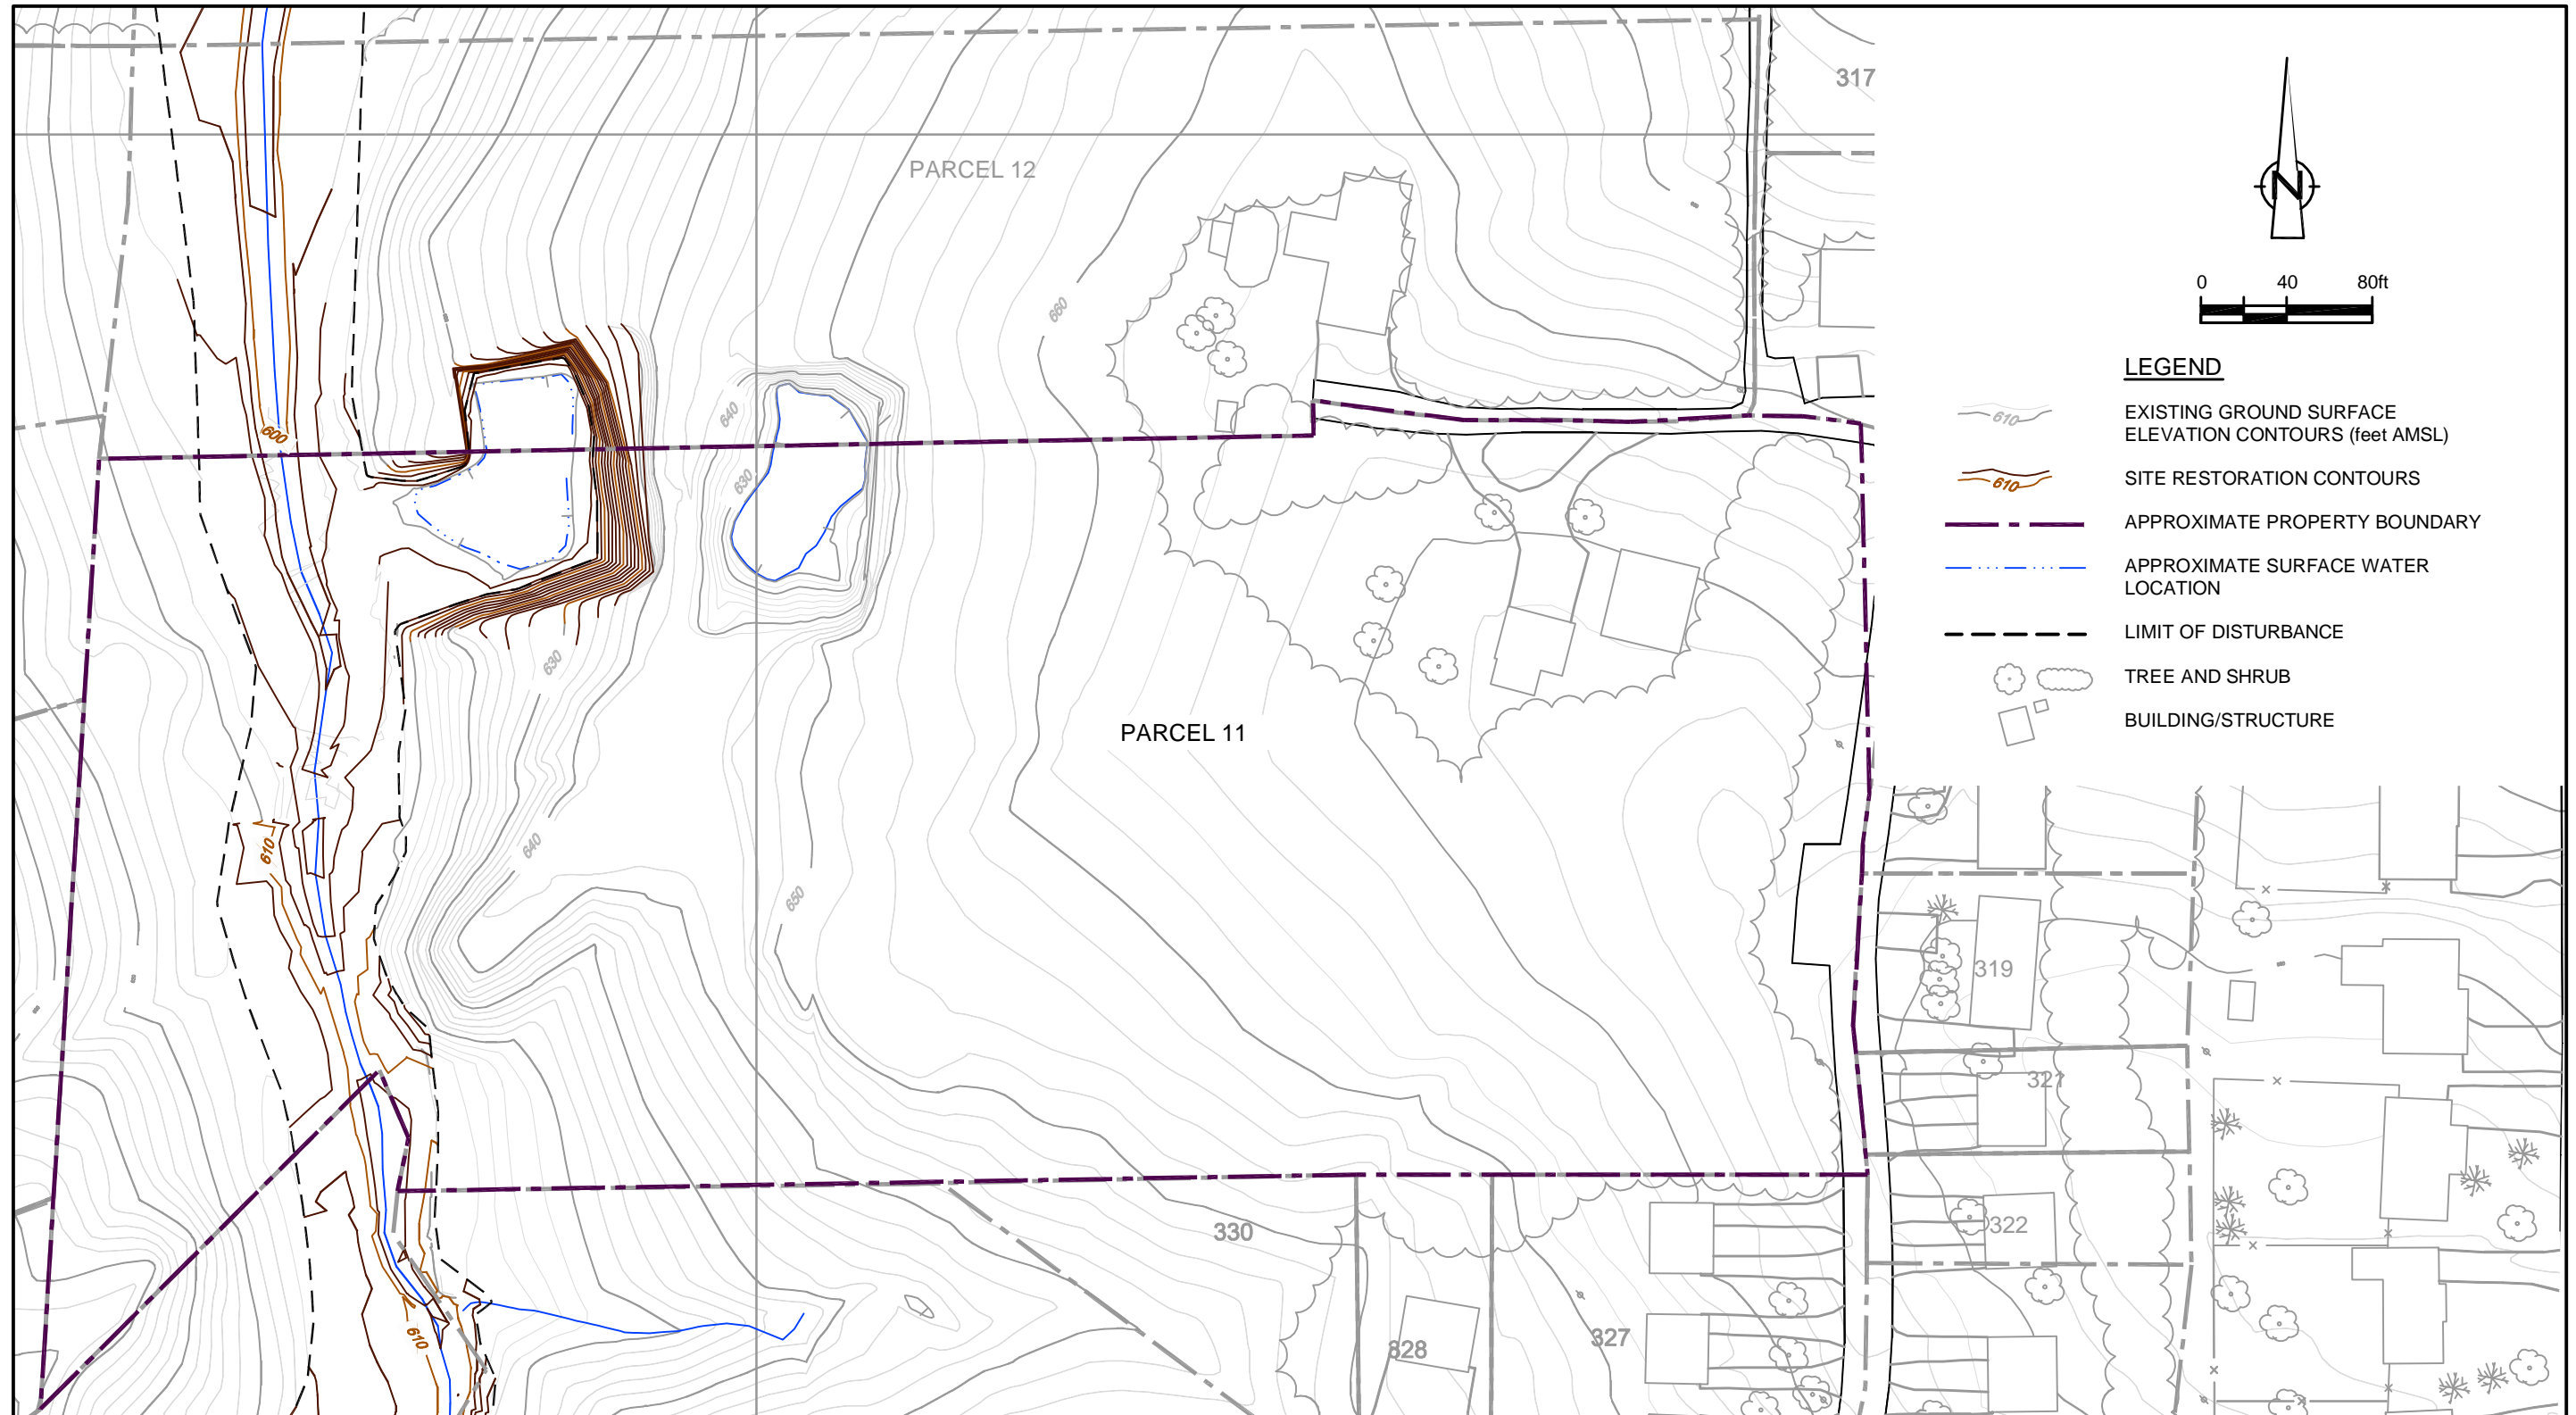 317
PARCEL 12
N
0 40 80ft
LEGEND
610
EXISTING GROUND SURFACE
ELEVATION CONTOURS (feet AMSL)
610
SITE RESTORATION CONTOURS
APPROXIMATE PROPERTY BOUNDARY
APPROXIMATE SURFACE WATER
LOCATION
LIMIT OF DISTURBANCE
TREE AND SHRUB
BUILDING/STRUCTURE
660
640
600
630
630
PARCEL 11
640
610
650
319
321
322
330
327
328
610